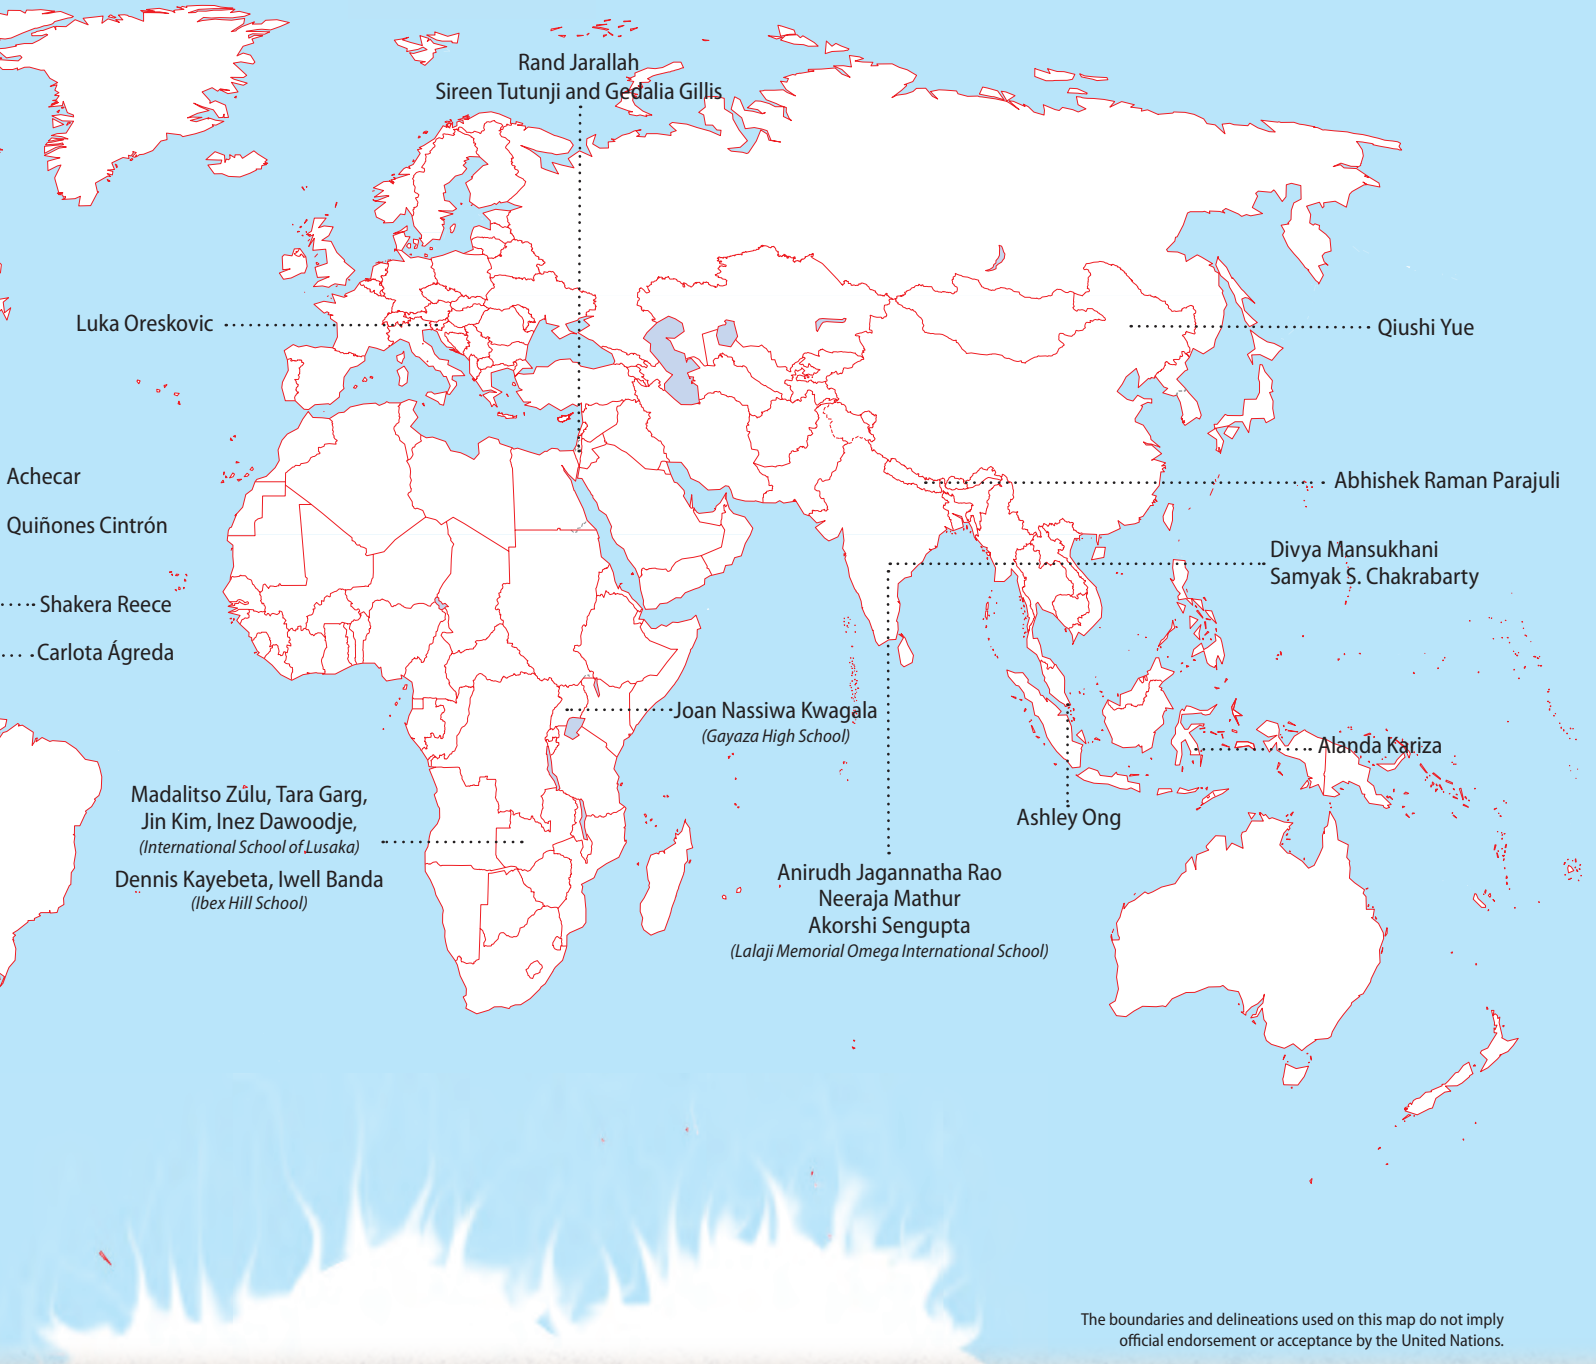 Rand Jarallah
Sireen Tutunji and Gedalia Gillis
Luka Oreskovic
Qiushi Yue
Achecar
Abhishek Raman Parajuli
Quiñones Cintrón
Divya Mansukhani
Samyak S. Chakrabarty
Shakera Reece
Carlota Ágreda
Joan Nassiwa Kwagala
(Gayaza High School)
Alanda Kariza
Madalitso Zulu, Tara Garg,
Jin Kim, Inez Dawoodje,
(International School of Lusaka)
Dennis Kayebeta, Iwell Banda
(Ibex Hill School)
Ashley Ong
Anirudh Jagannatha Rao
Neeraja Mathur
Akorshi Sengupta
(Lalaji Memorial Omega International School)
The boundaries and delineations used on this map do not imply
official endorsement or acceptance by the United Nations.